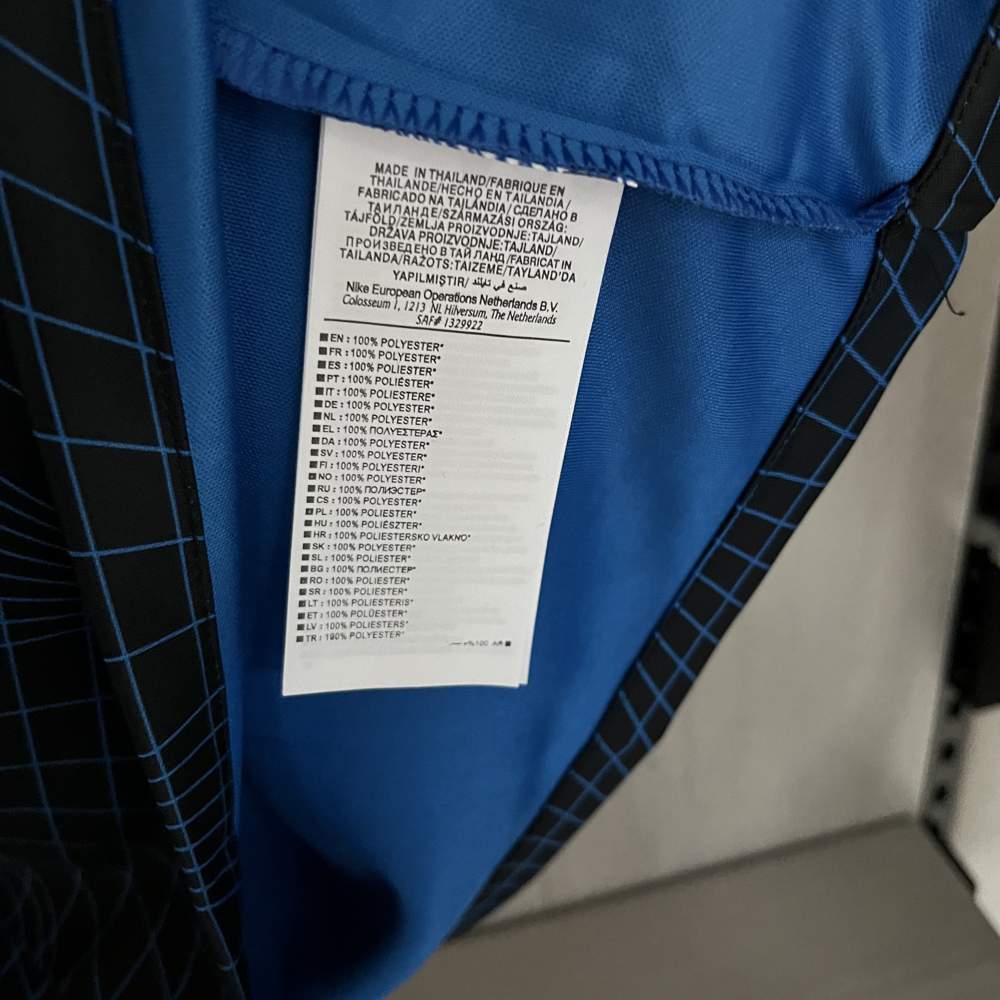 MADE IN THAILAND/FABRIQUE EN
THAILANDE/HECHO EN TAILANDIA/
FABRICADO NA TAILÂNDIA/СДЕЛАНО В
ТАИЛАНДЕ/SZÁRMAZÁSI ORSZÁG:
TÁJFÖLD/ZEMLJA PROIZVODNJE:TAJLAND/
DRŽAVA PROIZVODNJE:TAJLAND/
ПРОИЗВЕДЕНО В ТАЙЛАНД/FABRICAT IN
TAILANDA/RAŽOTS:TAIZEME/TAYLAND'DA
YAPILMIŞTIR/ صنع في تايلند
Nike European Operations Netherlands B.V.
Colosseum 1, 1213 NL Hilversum, The Netherlands
SAF# 1329922
EN : 100% POLYESTER*
FR : 100% POLYESTER*
ES : 100% POLIÉSTER*
PT : 100% POLIÉSTER*
IT : 100% POLIESTERE*
DE : 100% POLYESTER*
NL : 100% POLYESTER*
EL : 100% ΠΟΛΥΕΣΤΕΡΑΣ*
DA : 100% POLYESTER*
SV : 100% POLYESTER*
FI : 100% POLYESTERI*
NO : 100% POLYESTER*
RU : 100% ПОЛИЭСТЕР*
CS : 100% POLYESTER*
PL : 100% POLIESTER*
HU : 100% POLIÉSZTER*
HR : 100% POLIESTERSKO VLAKNO*
SK : 100% POLYESTER*
SL : 100% POLIESTER*
BG : 100% ПОЛИЕСТЕР*
RO : 100% POLIESTER*
SR : 100% POLIESTER*
LT : 100% POLIESTERIS*
ET : 100% POLÜESTER*
LV : 100% POLIESTERS*
TR : 100% POLYESTER*
%100 AR